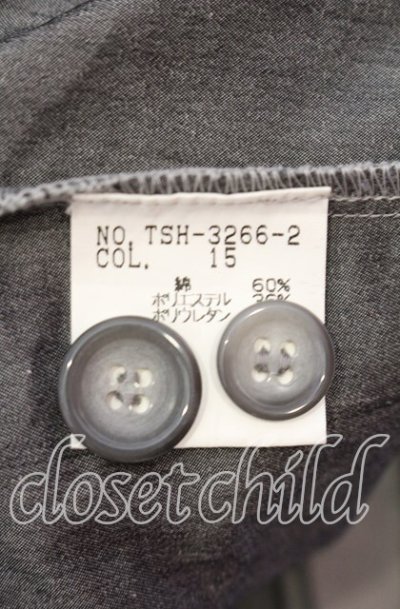 NO. TSH-3266-2
COL. 15
綿 60%
ポリエステル 36%
ポリウレタン
closet child